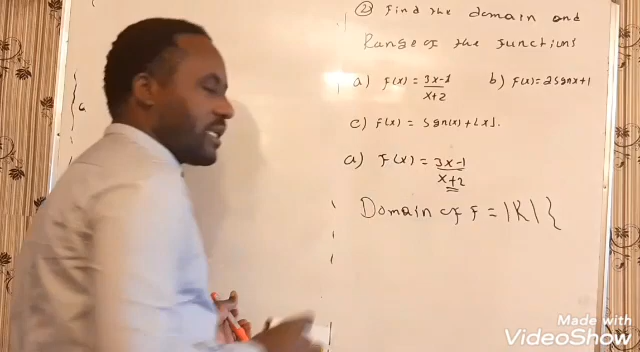 ② Find the domain and
Range of the functions
a) f(x) = 3x-1/x+2 b) f(x) = 2sgnx+1
c) f(x) = sgn(x) + ⌊x⌋.
a) f(x) = 3x-1/x+2
Domain of f = ℝ \ {
Made with
VideoShow